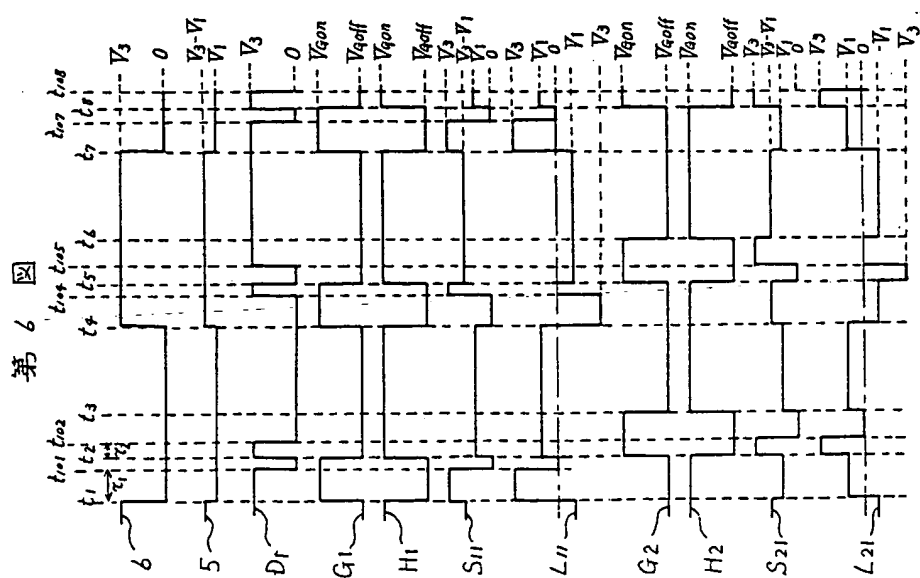 第 6 図
t1 t101 t2 t102 t3 t4 t104 t5 t105 t6 t7 t107 t8 t108
τ1 τ2
6 V3 0
5 V3-V1 V1
D1 V3 0
G1 VGon VGoff
H1 VGon VGoff
S11 V3 V3-V1 V1 0
L11 V3 V1 0 -V1 -V3
G2 VGon VGoff
H2 VGon VGoff
S21 V3 V3-V1 V1 0
L21 V3 V1 0 -V1 -V3